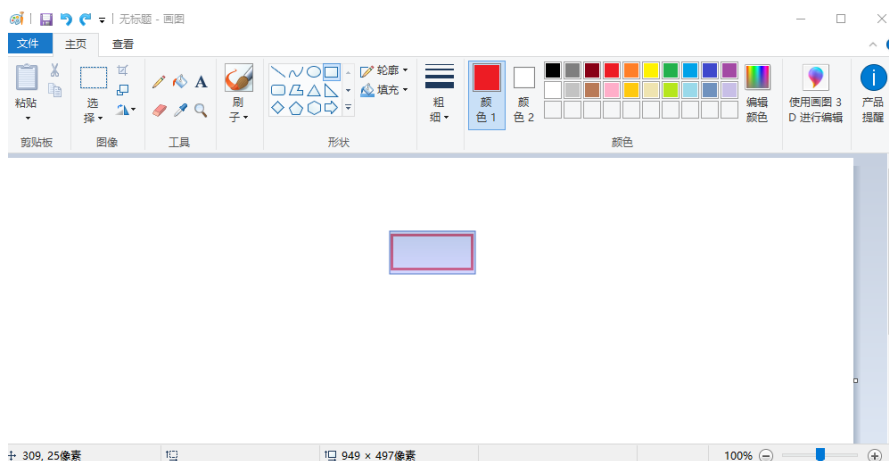 无标题 - 画图
文件 主页 查看
粘贴
选择
A
刷子
轮廓
填充
粗细
颜色 1
颜色 2
编辑颜色
使用画图 3D 进行编辑
产品提醒
剪贴板 图像 工具 形状 颜色
309, 25像素 949 × 497像素 100%